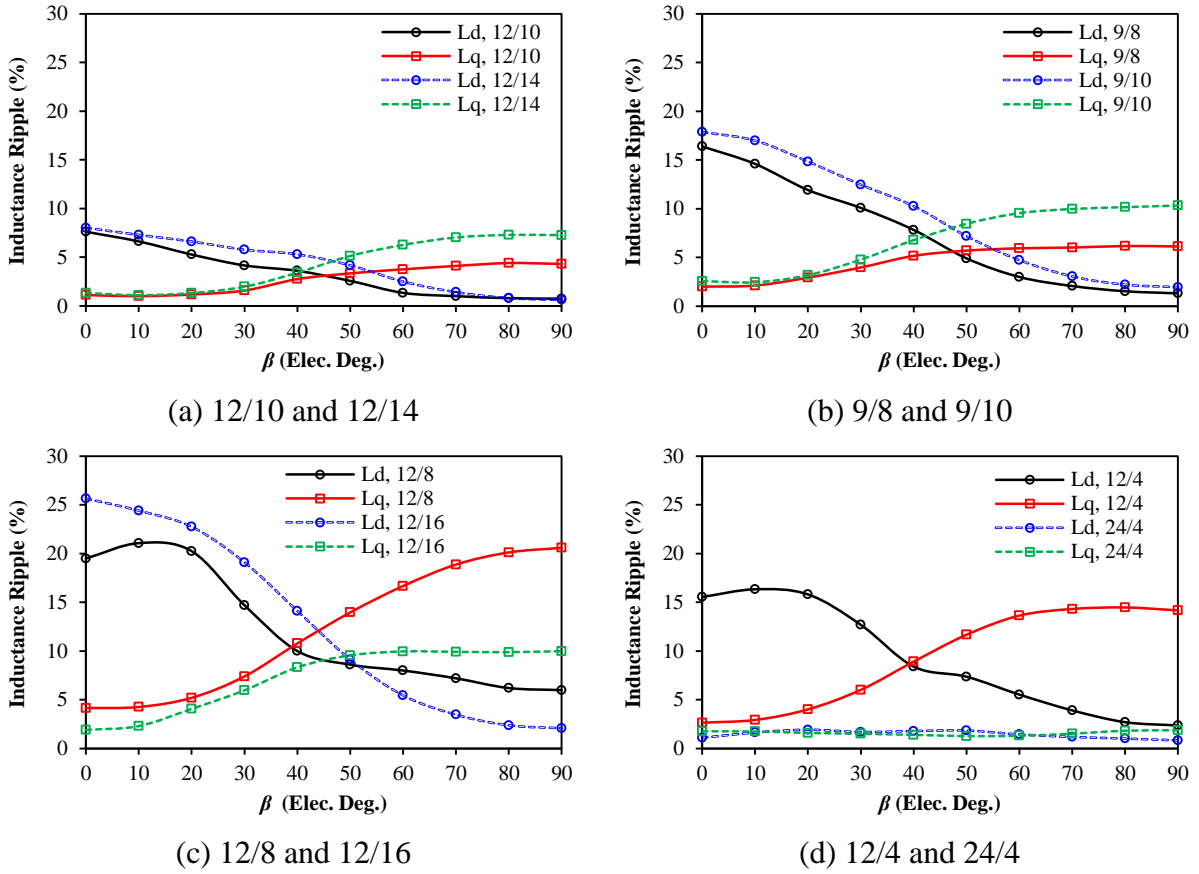 Inductance Ripple (%)
30
25
20
15
10
5
0
Ld, 12/10
Lq, 12/10
Ld, 12/14
Lq, 12/14
0 10 20 30 40 50 60 70 80 90
β (Elec. Deg.)
(a) 12/10 and 12/14
Inductance Ripple (%)
30
25
20
15
10
5
0
Ld, 9/8
Lq, 9/8
Ld, 9/10
Lq, 9/10
0 10 20 30 40 50 60 70 80 90
β (Elec. Deg.)
(b) 9/8 and 9/10
Inductance Ripple (%)
30
25
20
15
10
5
0
Ld, 12/8
Lq, 12/8
Ld, 12/16
Lq, 12/16
0 10 20 30 40 50 60 70 80 90
β (Elec. Deg.)
(c) 12/8 and 12/16
Inductance Ripple (%)
30
25
20
15
10
5
0
Ld, 12/4
Lq, 12/4
Ld, 24/4
Lq, 24/4
0 10 20 30 40 50 60 70 80 90
β (Elec. Deg.)
(d) 12/4 and 24/4